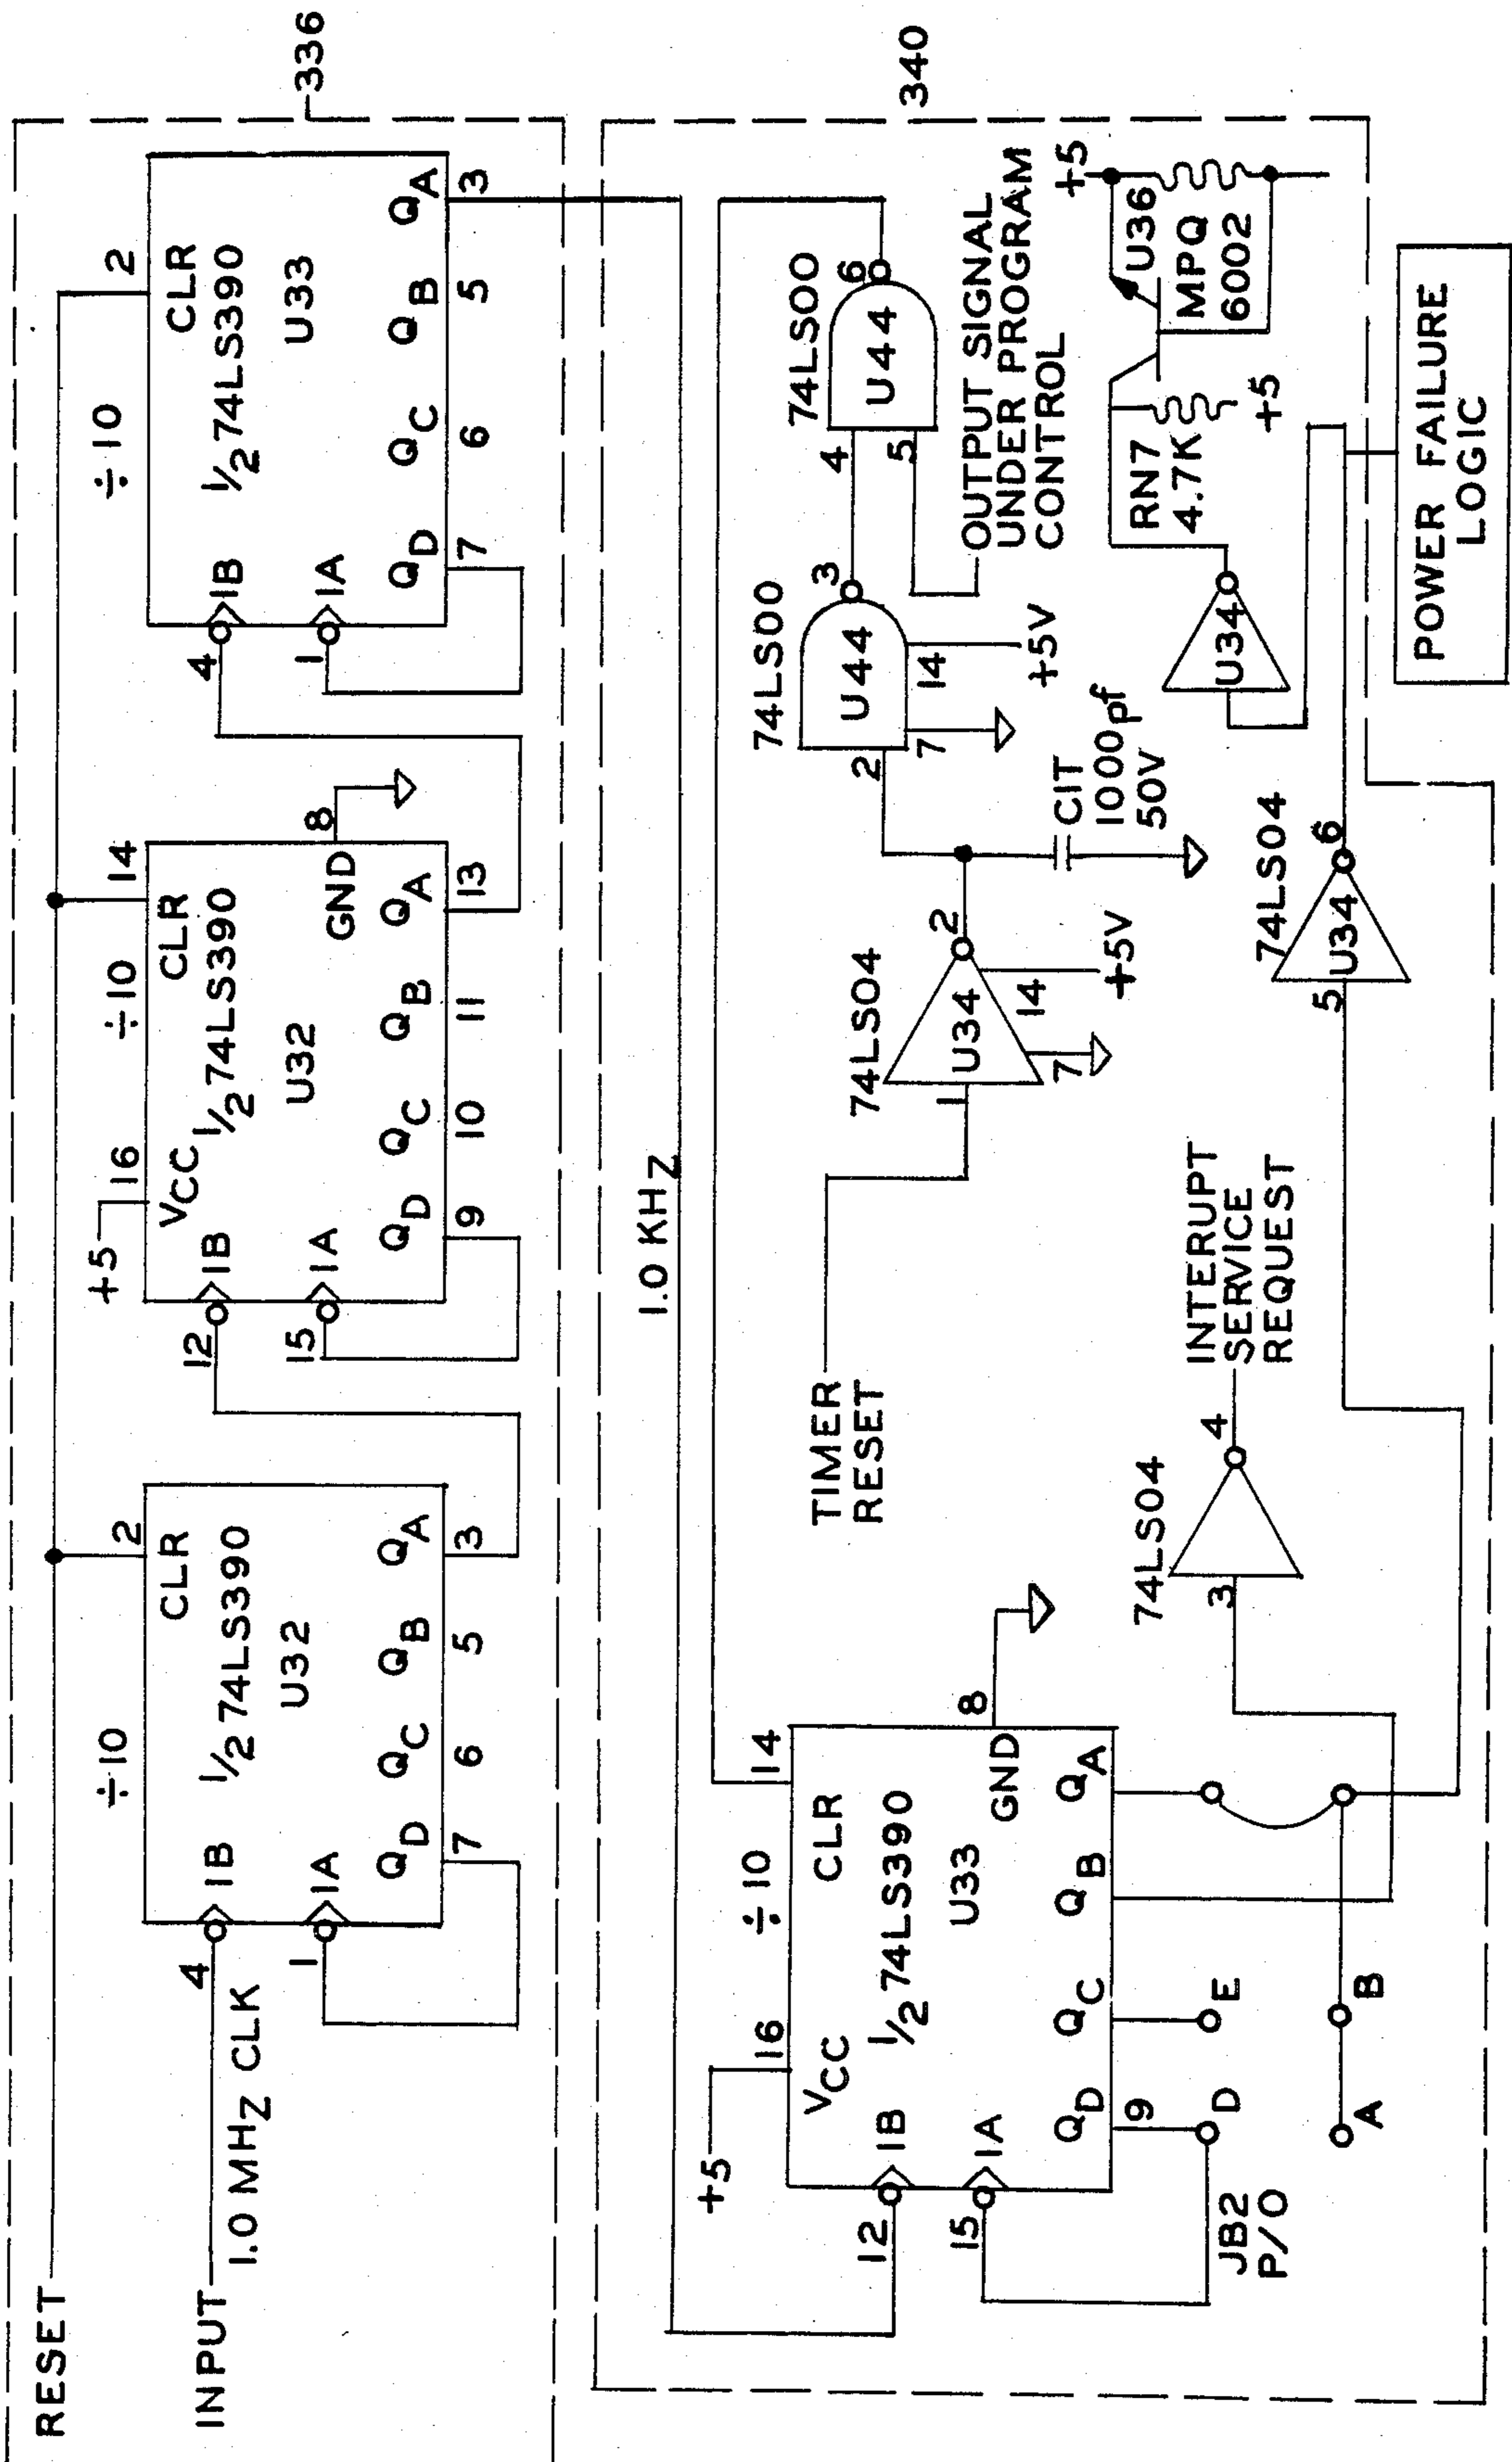 RESET
INPUT
1.0 MHZ CLK
÷10
4
1B
1
1A
2
CLR
1/2 74LS390
U32
QD
QC
QB
QA
7
6
5
3
÷10
+5
16
VCC
14
CLR
12
1B
15
1A
1/2 74LS390
U32
8
GND
QD
QC
QB
QA
9
10
11
13
÷10
2
CLR
4
1B
1
1A
1/2 74LS390
U33
QD
QC
QB
QA
7
6
5
3
336
1.0 KHZ
340
+5
16
VCC
÷10
14
CLR
12
1B
15
1A
1/2 74LS390
U33
8
GND
QD
QC
QB
QA
9
D
E
JB2
P/O
A
B
TIMER
RESET
74LS04
1
U34
2
7
14
+5V
C1T
1000pf
50V
74LS00
2
U44
3
7
14
+5V
74LS00
4
5
U44
6
OUTPUT SIGNAL
UNDER PROGRAM
CONTROL
74LS04
3
4
INTERUPT
SERVICE
REQUEST
74LS04
5
U34
6
U34
RN7
4.7K
+5
+5
U36
MPQ
6002
POWER FAILURE
LOGIC